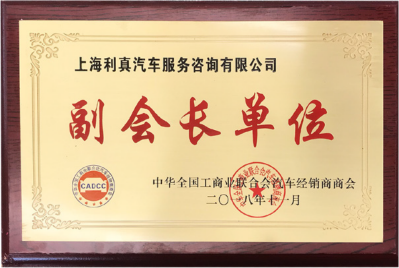 上海利真汽车服务咨询有限公司
副会长单位
中华全国工商业联合会汽车经销商商会
二〇一八年十一月
CADCC